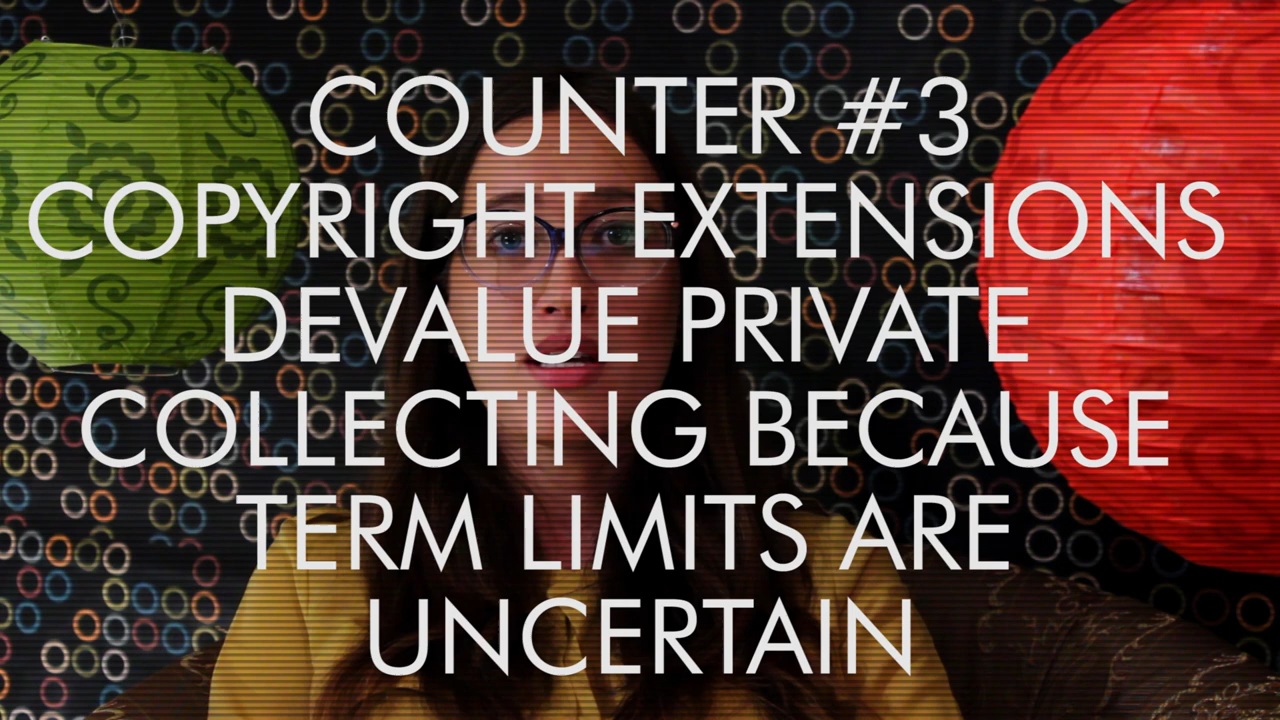 COUNTER #3
COPYRIGHT EXTENSIONS
DEVALUE PRIVATE
COLLECTING BECAUSE
TERM LIMITS ARE
UNCERTAIN